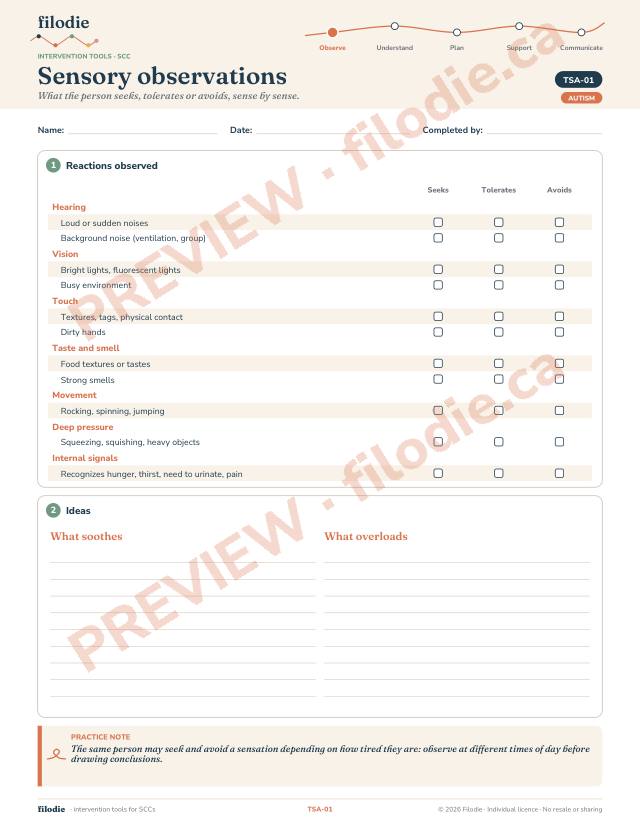 filodie
INTERVENTION TOOLS · SCC
Observe
Understand
Plan
Support
Communicate
Sensory observations
What the person seeks, tolerates or avoids, sense by sense.
TSA-01
AUTISM
Name:
Date:
Completed by:
1 Reactions observed
Seeks Tolerates Avoids
Hearing
Loud or sudden noises
Background noise (ventilation, group)
Vision
Bright lights, fluorescent lights
Busy environment
Touch
Textures, tags, physical contact
Dirty hands
Taste and smell
Food textures or tastes
Strong smells
Movement
Rocking, spinning, jumping
Deep pressure
Squeezing, squishing, heavy objects
Internal signals
Recognizes hunger, thirst, need to urinate, pain
2 Ideas
What soothes What overloads
PRACTICE NOTE
The same person may seek and avoid a sensation depending on how tired they are: observe at different times of day before
drawing conclusions.
filodie · intervention tools for SCCs
TSA-01
© 2026 Filodie · Individual licence · No resale or sharing
PREVIEW · filodie.ca
PREVIEW · filodie.ca